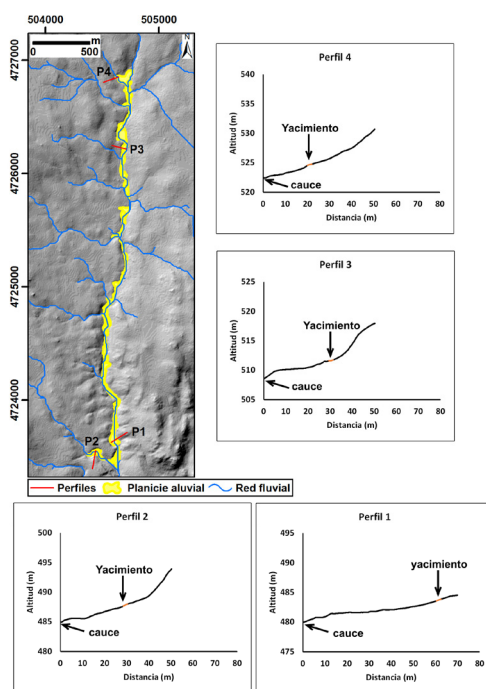 504000
505000
m
0
500
N
4727000
4726000
4725000
4724000
P4
P3
P1
P2
Perfiles
Planicie aluvial
Red fluvial
Perfil 4
Altitud (m)
540
535
530
525
520
Yacimiento
cauce
0 10 20 30 40 50 60 70 80
Distancia (m)
Perfil 3
Altitud (m)
525
520
515
510
505
Yacimiento
cauce
0 10 20 30 40 50 60 70 80
Distancia (m)
Perfil 2
Altitud (m)
500
495
490
485
480
Yacimiento
cauce
0 10 20 30 40 50 60 70 80
Distancia (m)
Perfil 1
Altitud (m)
495
490
485
480
475
yacimiento
cauce
0 10 20 30 40 50 60 70 80
Distancia (m)